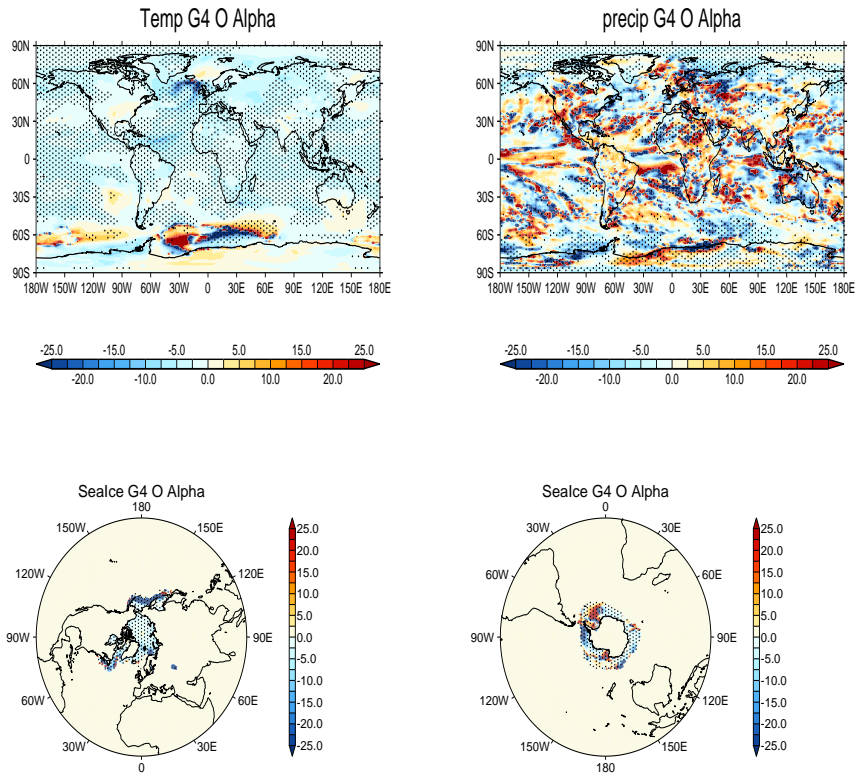 Temp G4 O Alpha
90N
60N
30N
0
30S
60S
90S
180W 150W 120W 90W 60W 30W 0 30E 60E 90E 120E 150E 180E
-25.0 -15.0 -5.0 5.0 15.0 25.0
-20.0 -10.0 0.0 10.0 20.0
precip G4 O Alpha
90N
60N
30N
0
30S
60S
90S
180W 150W 120W 90W 60W 30W 0 30E 60E 90E 120E 150E 180E
-25.0 -15.0 -5.0 5.0 15.0 25.0
-20.0 -10.0 0.0 10.0 20.0
SeaIce G4 O Alpha
180
150W 150E
120W 120E
90W 90E
60W 60E
30W 30E
0
25.0
20.0
15.0
10.0
5.0
0.0
-5.0
-10.0
-15.0
-20.0
-25.0
SeaIce G4 O Alpha
0
30W 30E
60W 60E
90W 90E
120W 120E
150W 150E
180
25.0
20.0
15.0
10.0
5.0
0.0
-5.0
-10.0
-15.0
-20.0
-25.0